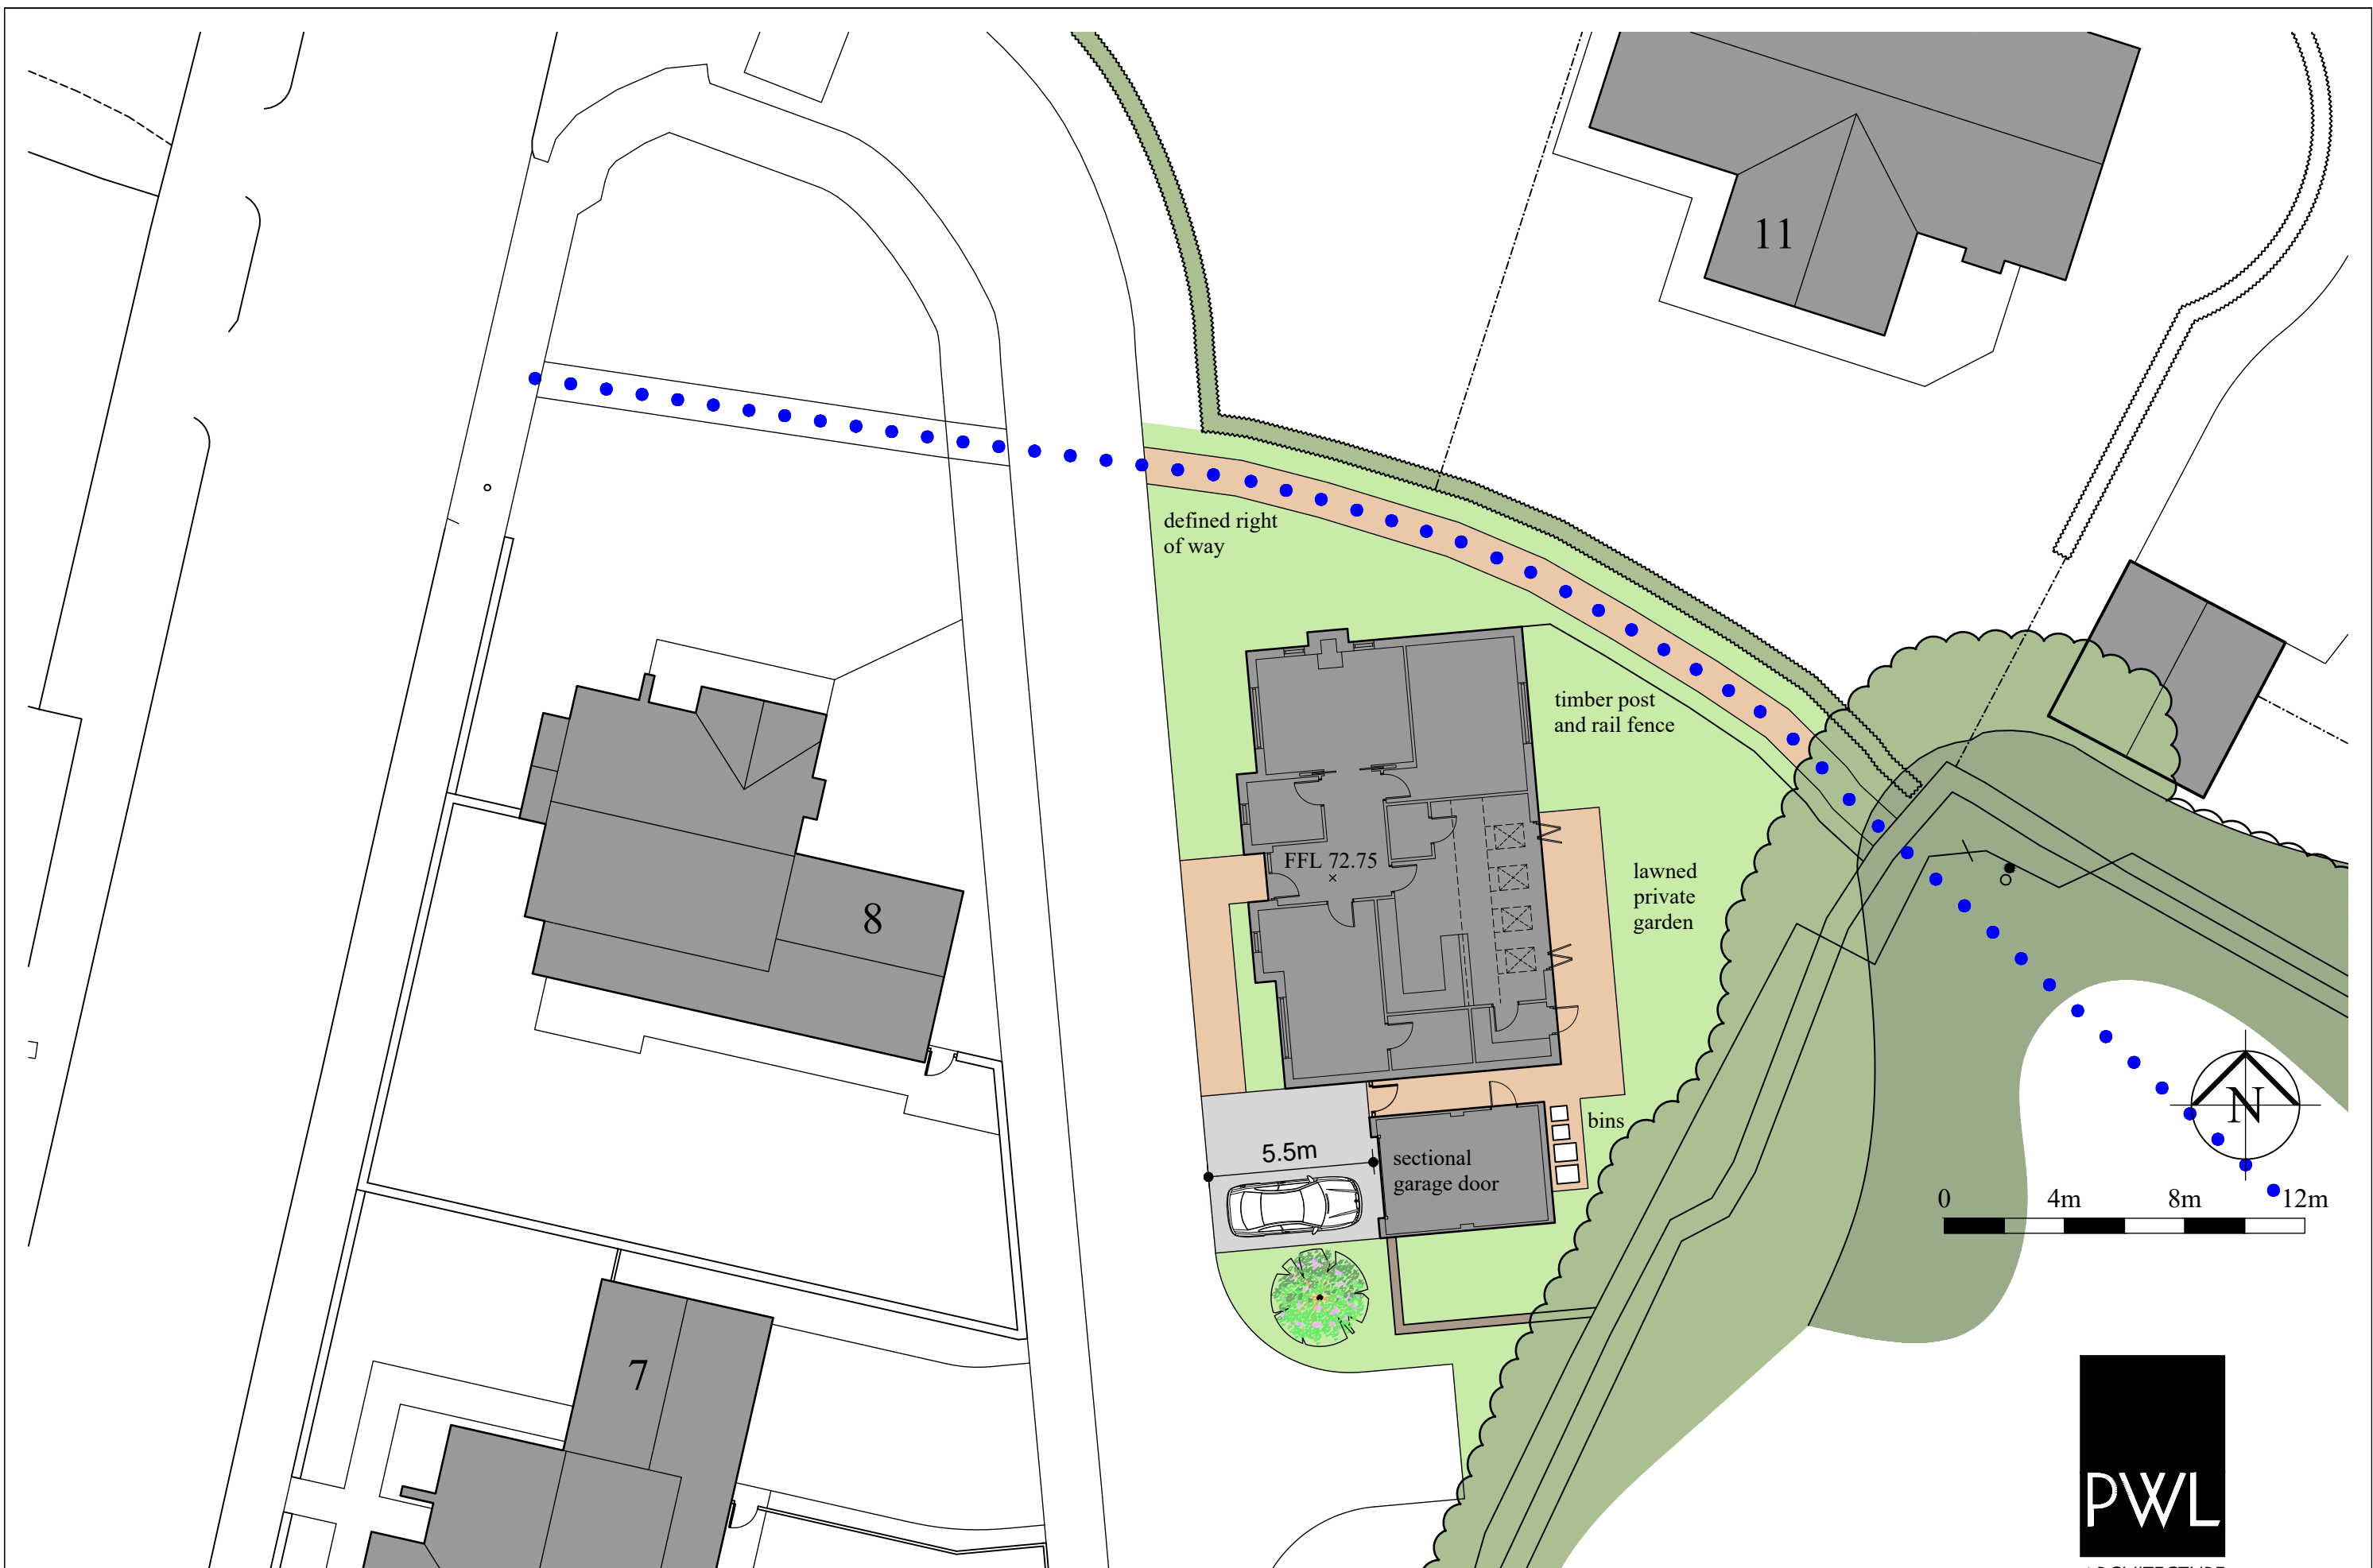 11
defined right
of way
timber post
and rail fence
FFL 72.75
lawned
private
garden
8
N
bins
5.5m
sectional
garage door
0 4m 8m 12m
7
PWL